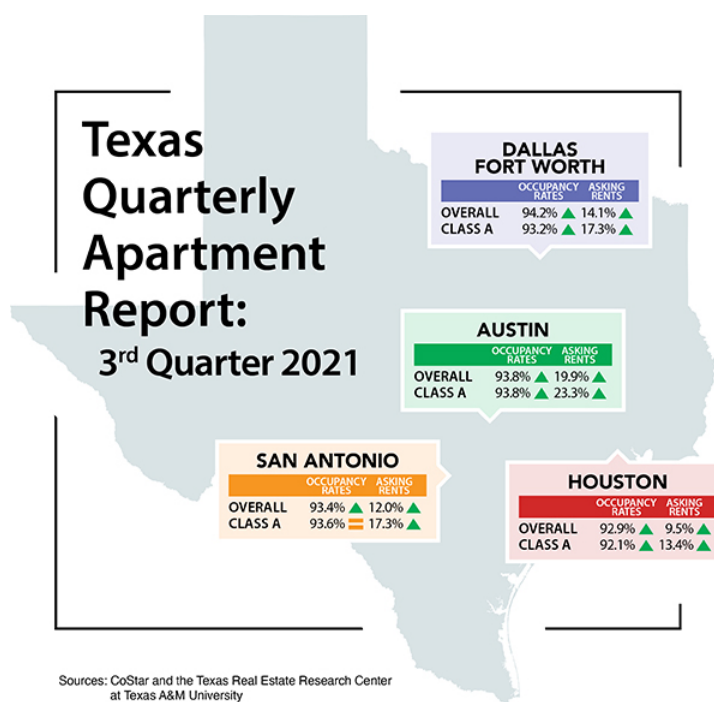 Texas
Quarterly
Apartment
Report:
3rd Quarter 2021
DALLAS
FORT WORTH
OCCUPANCY RATES ASKING RENTS
OVERALL 94.2% ▲ 14.1% ▲
CLASS A 93.2% ▲ 17.3% ▲
AUSTIN
OCCUPANCY RATES ASKING RENTS
OVERALL 93.8% ▲ 19.9% ▲
CLASS A 93.8% ▲ 23.3% ▲
SAN ANTONIO
OCCUPANCY RATES ASKING RENTS
OVERALL 93.4% ▲ 12.0% ▲
CLASS A 93.6% = 17.3% ▲
HOUSTON
OCCUPANCY RATES ASKING RENTS
OVERALL 92.9% ▲ 9.5% ▲
CLASS A 92.1% ▲ 13.4% ▲
Sources: CoStar and the Texas Real Estate Research Center
at Texas A&M University